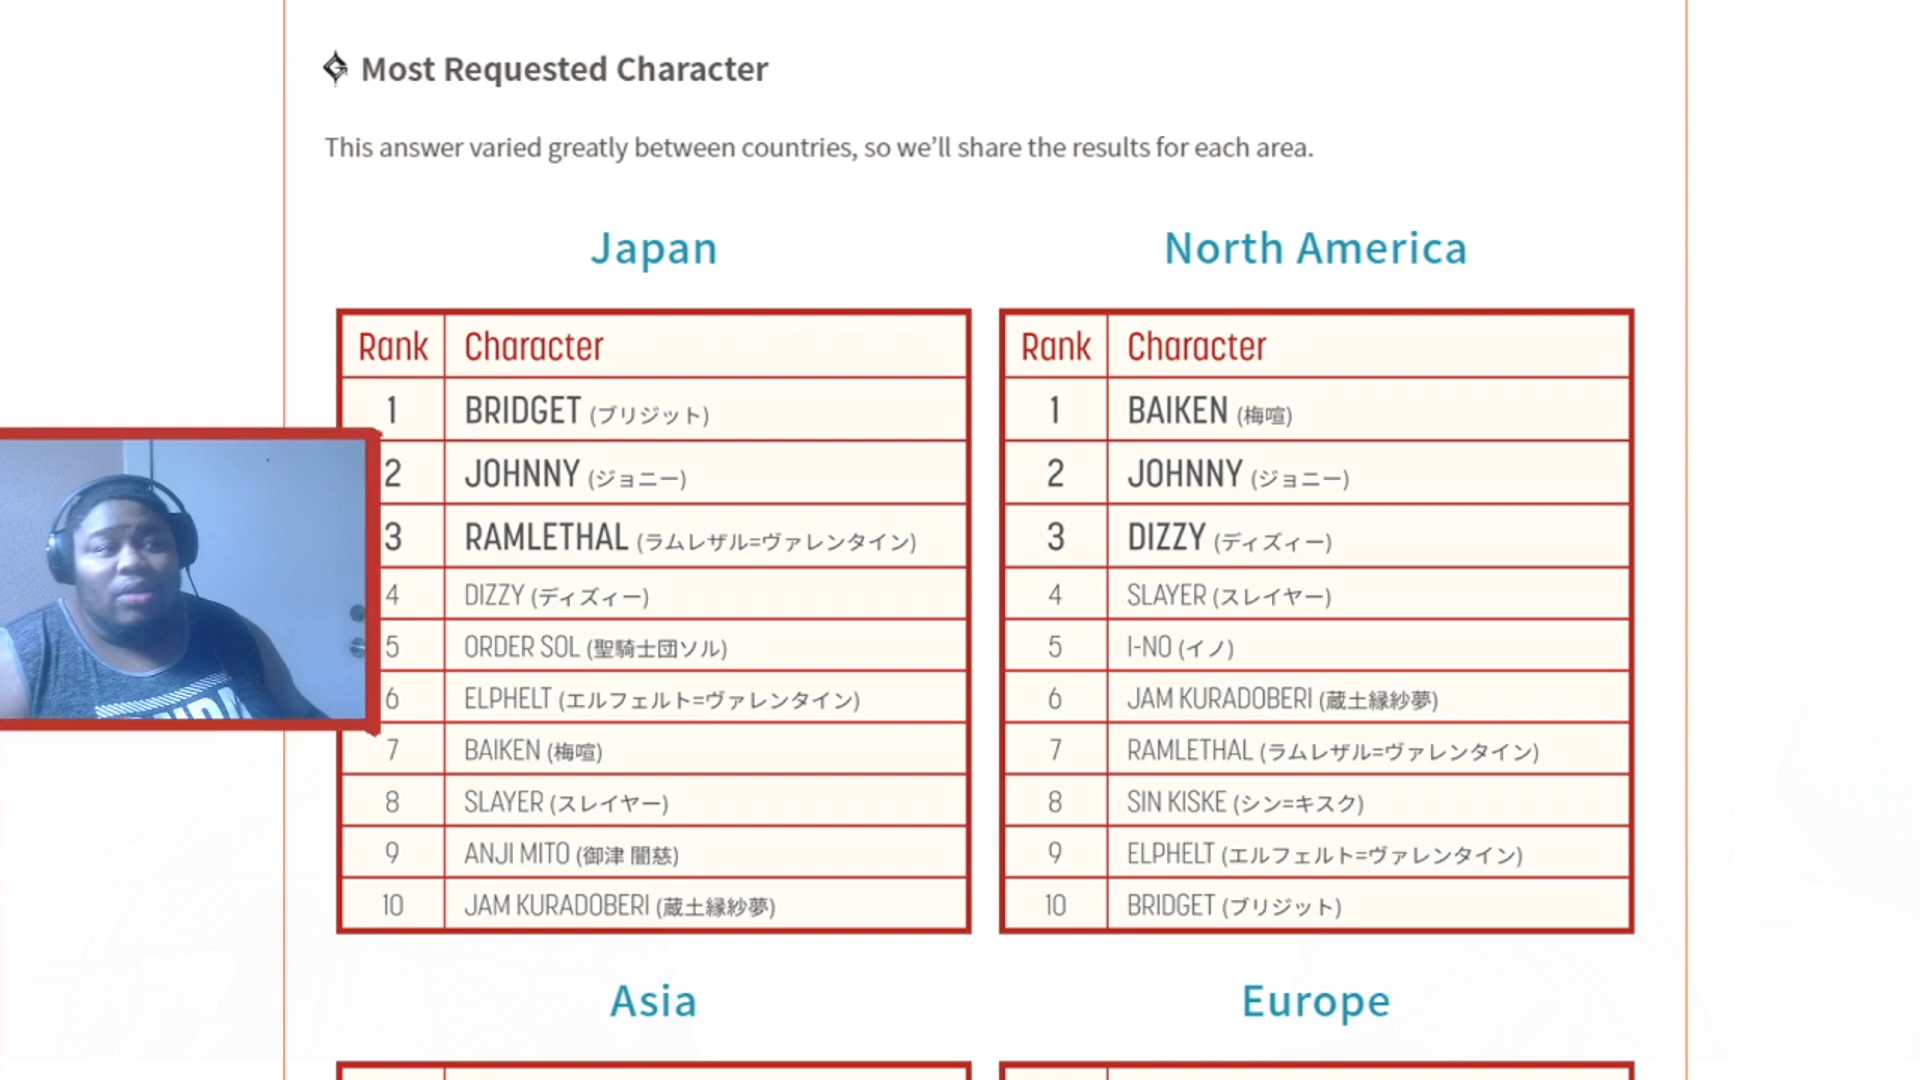 Most Requested Character
This answer varied greatly between countries, so we’ll share the results for each area.
Japan
Rank Character
1 BRIDGET (ブリジット)
2 JOHNNY (ジョニー)
3 RAMLETHAL (ラムレザル=ヴァレンタイン)
4 DIZZY (ディズィー)
5 ORDER SOL (聖騎士団ソル)
6 ELPHELT (エルフェルト=ヴァレンタイン)
7 BAIKEN (梅喧)
8 SLAYER (スレイヤー)
9 ANJI MITO (御津 闇慈)
10 JAM KURADOBERI (蔵土縁紗夢)
North America
Rank Character
1 BAIKEN (梅喧)
2 JOHNNY (ジョニー)
3 DIZZY (ディズィー)
4 SLAYER (スレイヤー)
5 I-NO (イノ)
6 JAM KURADOBERI (蔵土縁紗夢)
7 RAMLETHAL (ラムレザル=ヴァレンタイン)
8 SIN KISKE (シン=キスク)
9 ELPHELT (エルフェルト=ヴァレンタイン)
10 BRIDGET (ブリジット)
Asia
Europe